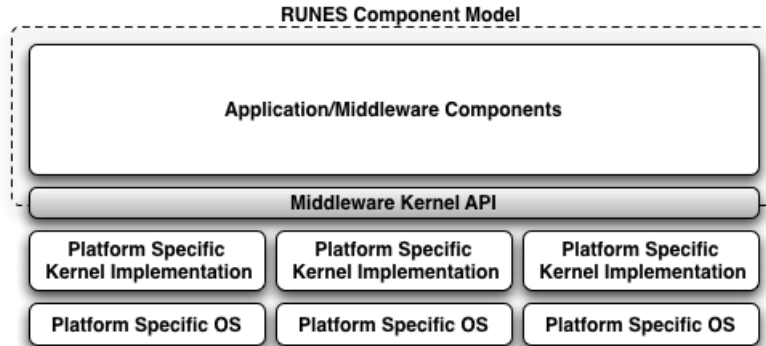 RUNES Component Model
Application/Middleware Components
Middleware Kernel API
Platform Specific
Kernel Implementation
Platform Specific
Kernel Implementation
Platform Specific
Kernel Implementation
Platform Specific OS
Platform Specific OS
Platform Specific OS